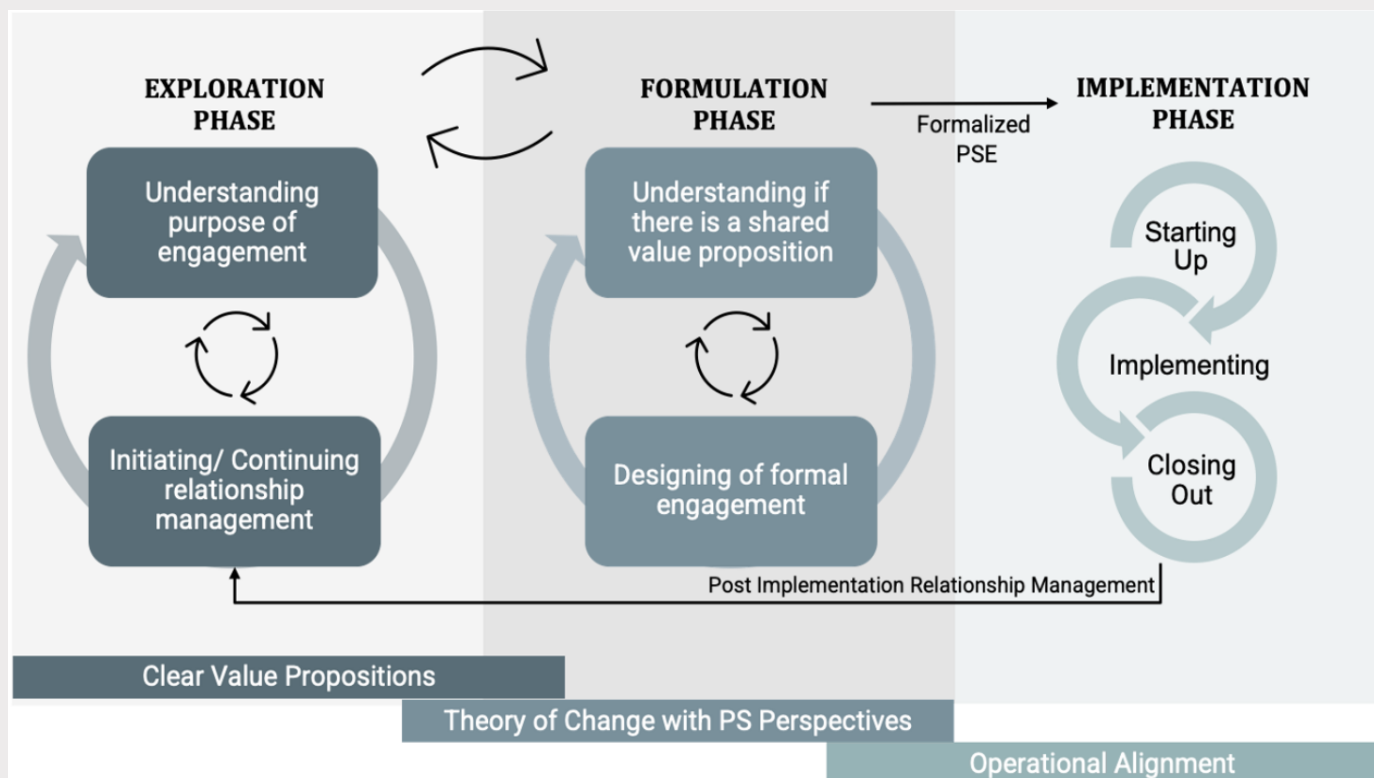 EXPLORATION
PHASE
Understanding
purpose of
engagement
Initiating/ Continuing
relationship
management
FORMULATION
PHASE
Understanding if
there is a shared
value proposition
Designing of formal
engagement
Formalized
PSE
IMPLEMENTATION
PHASE
Starting
Up
Implementing
Closing
Out
Post Implementation Relationship Management
Clear Value Propositions
Theory of Change with PS Perspectives
Operational Alignment